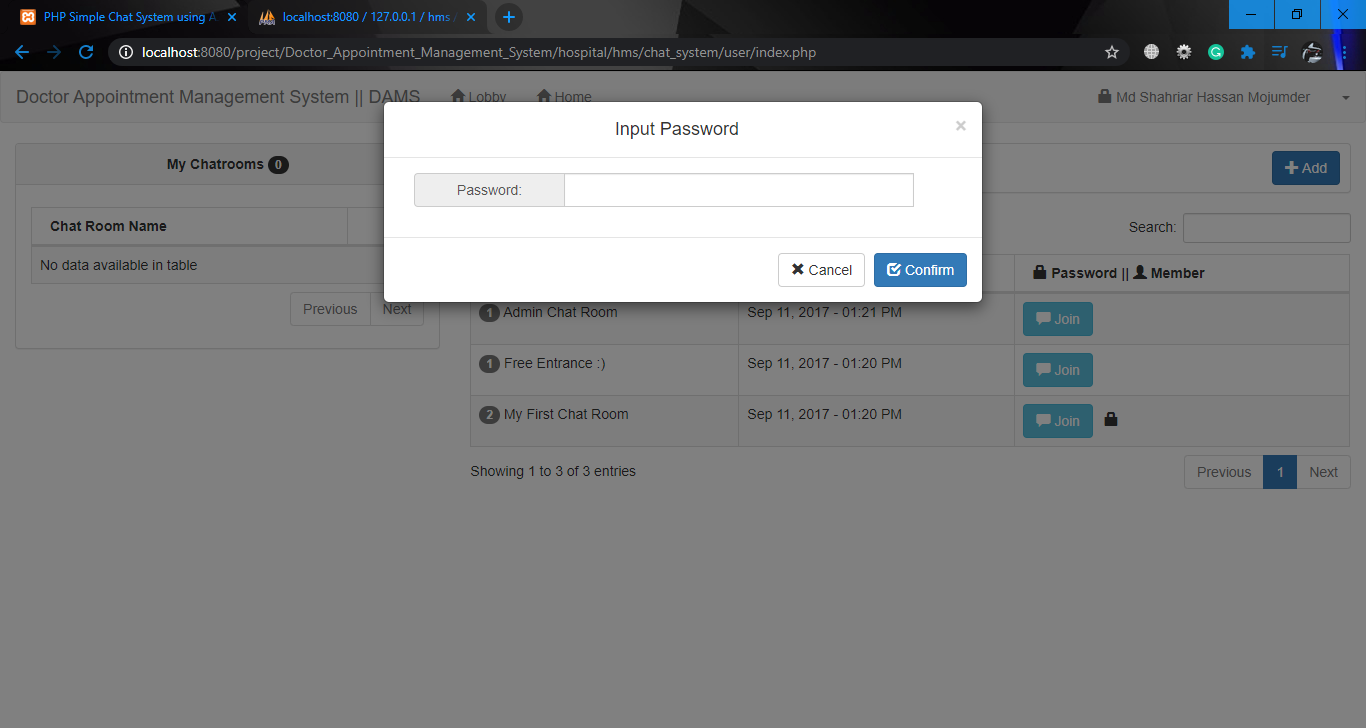 PHP Simple Chat System using A
localhost:8080 / 127.0.0.1 / hms /
localhost:8080/project/Doctor_Appointment_Management_System/hospital/hms/chat_system/user/index.php
Doctor Appointment Management System || DAMS Lobby Home Md Shahriar Hassan Mojumder
Input Password ×
Password:
Cancel Confirm
My Chatrooms 0
Chat Room Name
No data available in table
Previous Next
Add
Search:
Password || Member
1 Admin Chat Room Sep 11, 2017 - 01:21 PM Join
1 Free Entrance :) Sep 11, 2017 - 01:20 PM Join
2 My First Chat Room Sep 11, 2017 - 01:20 PM Join
Showing 1 to 3 of 3 entries
Previous 1 Next